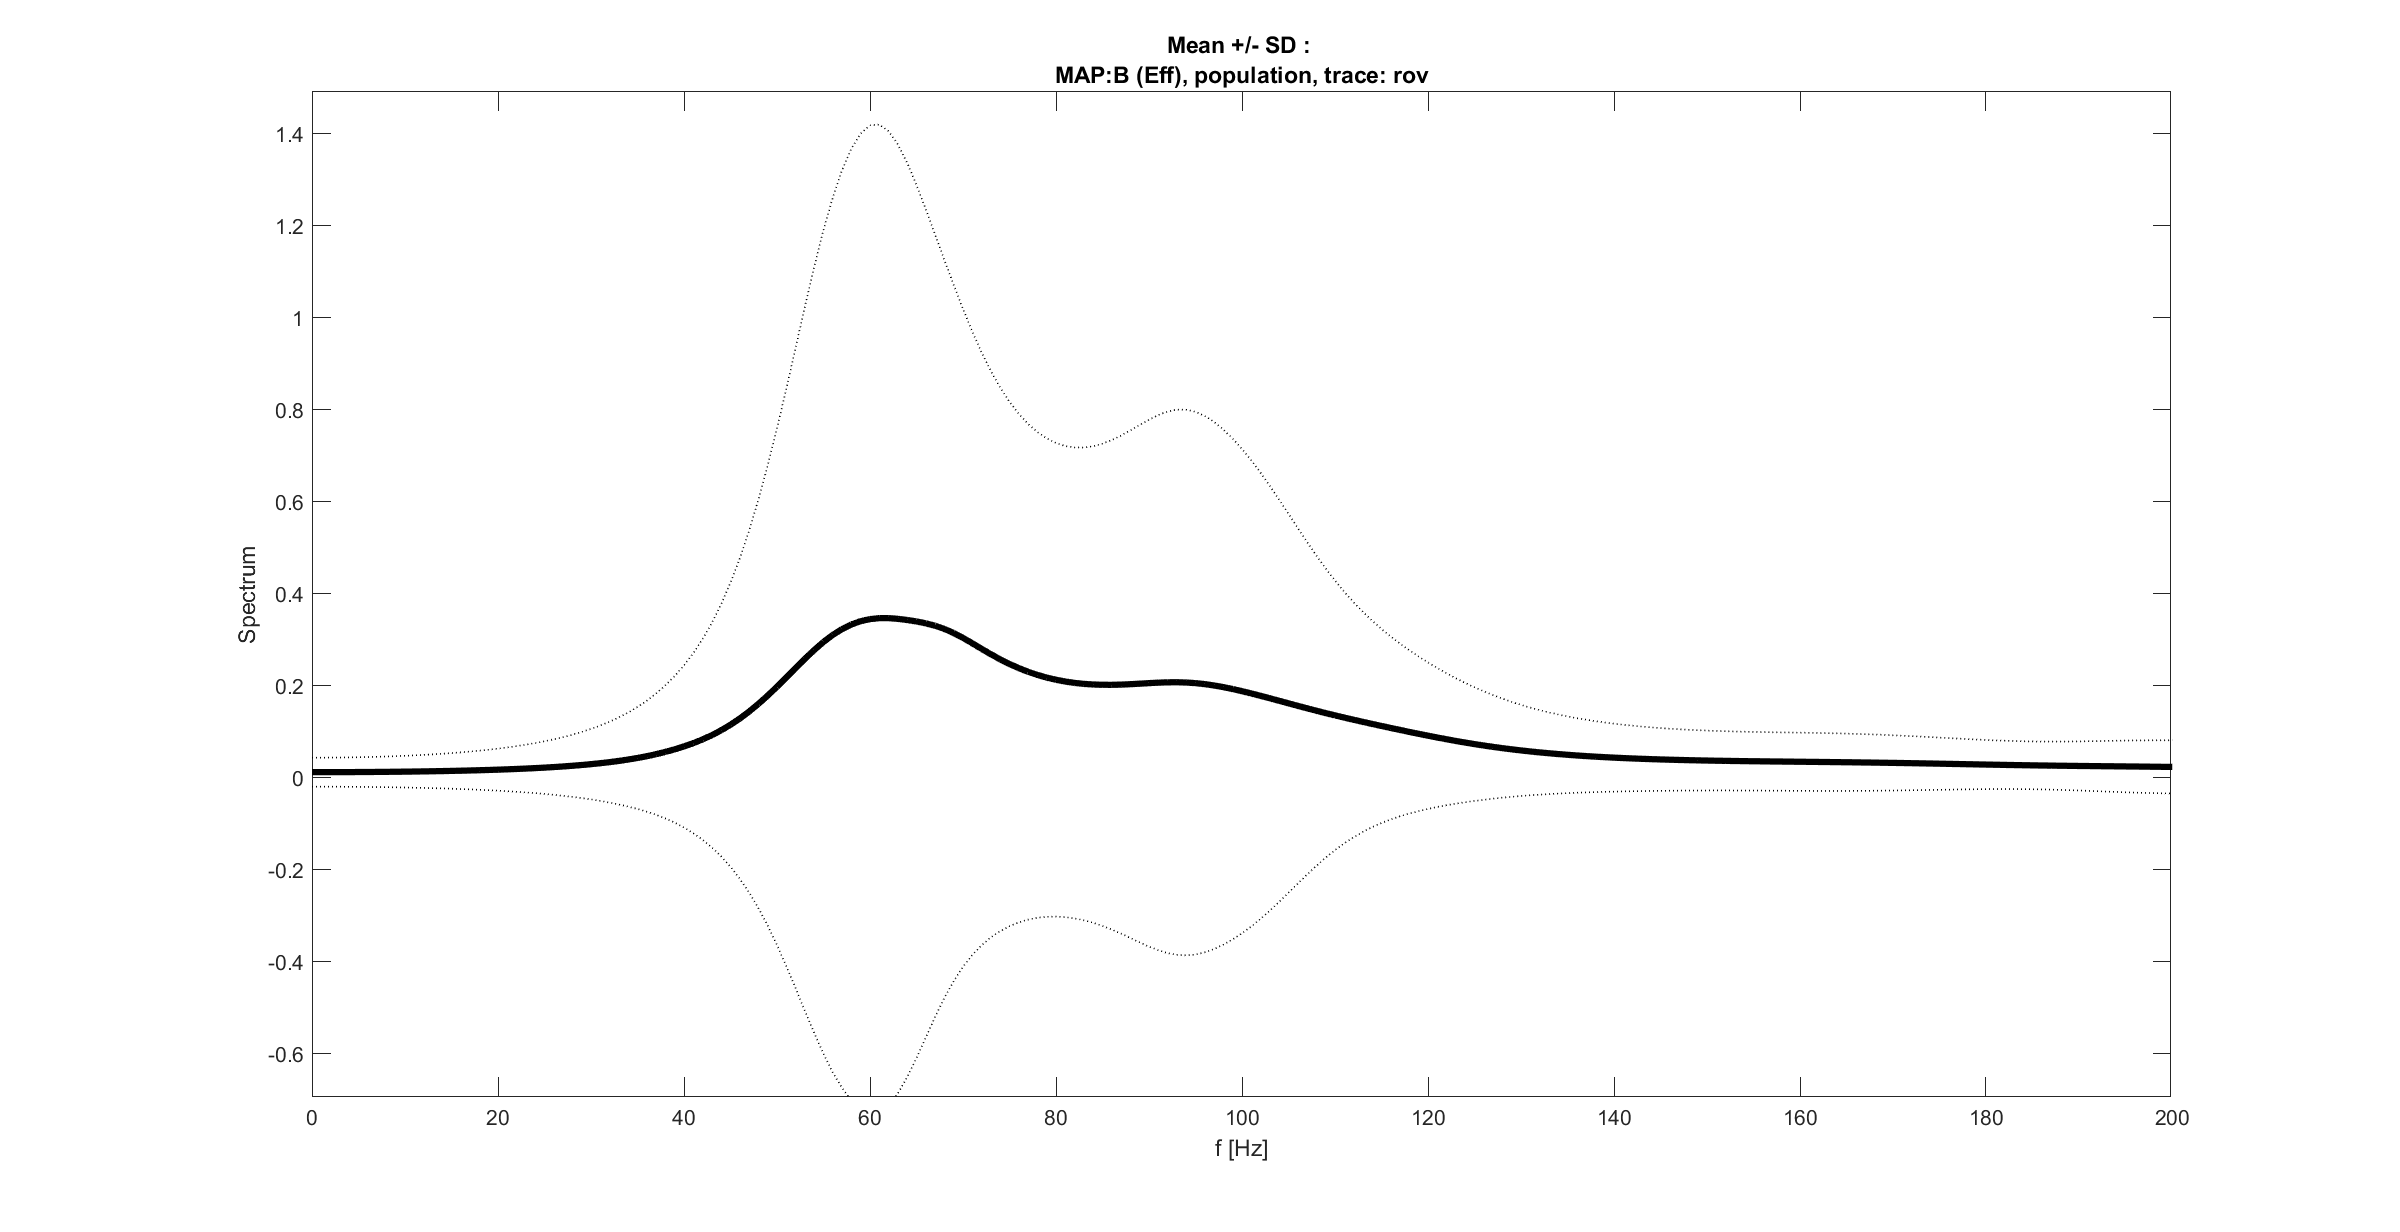 Mean +/- SD :
MAP:B (Eff), population, trace: rov
1.4
1.2
1
0.8
0.6
0.4
0.2
0
-0.2
-0.4
-0.6
Spectrum
0 20 40 60 80 100 120 140 160 180 200
f [Hz]